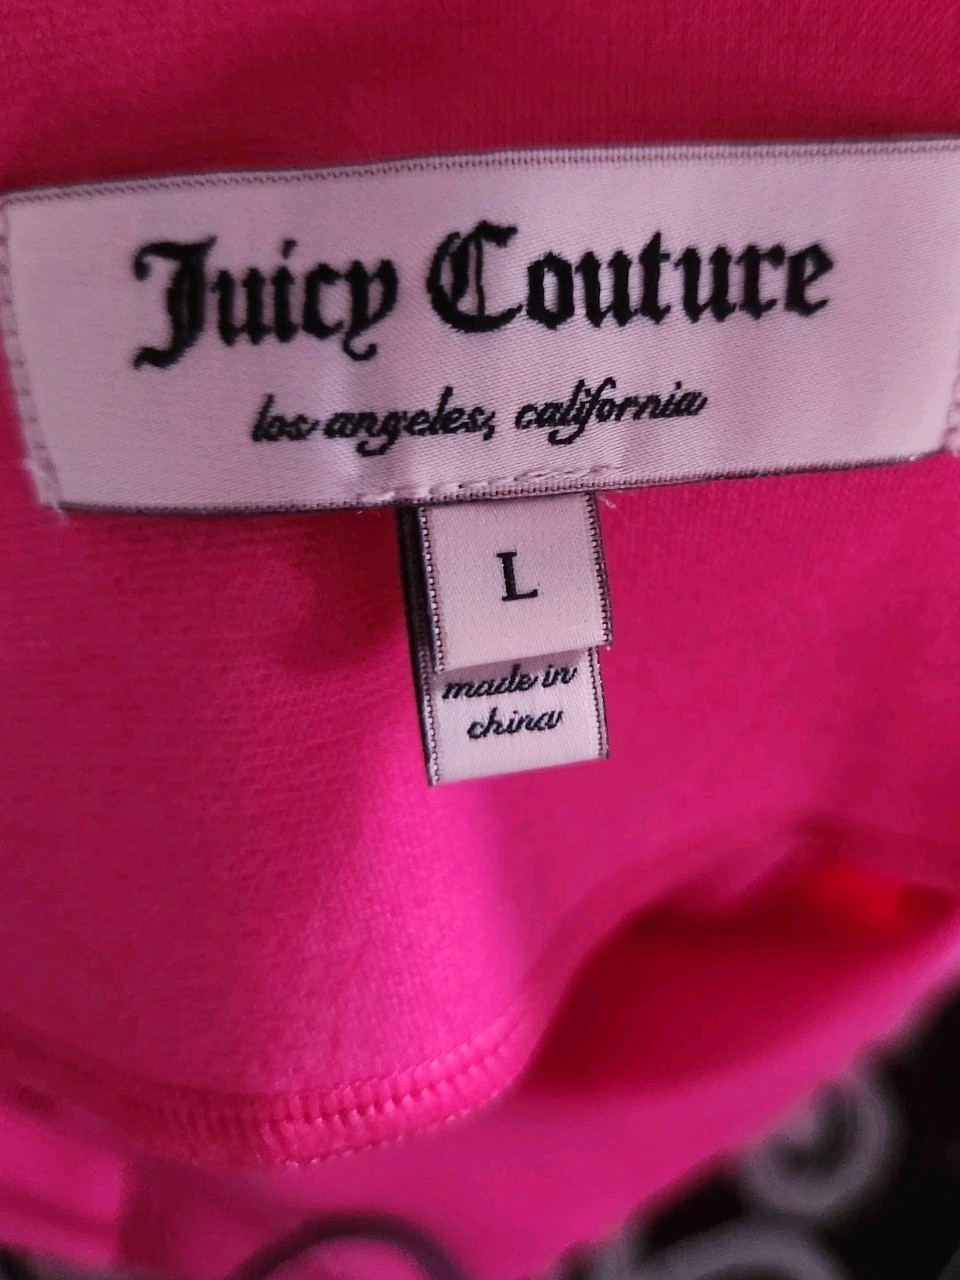 Juicy Couture
los angeles, california
L
made in
china